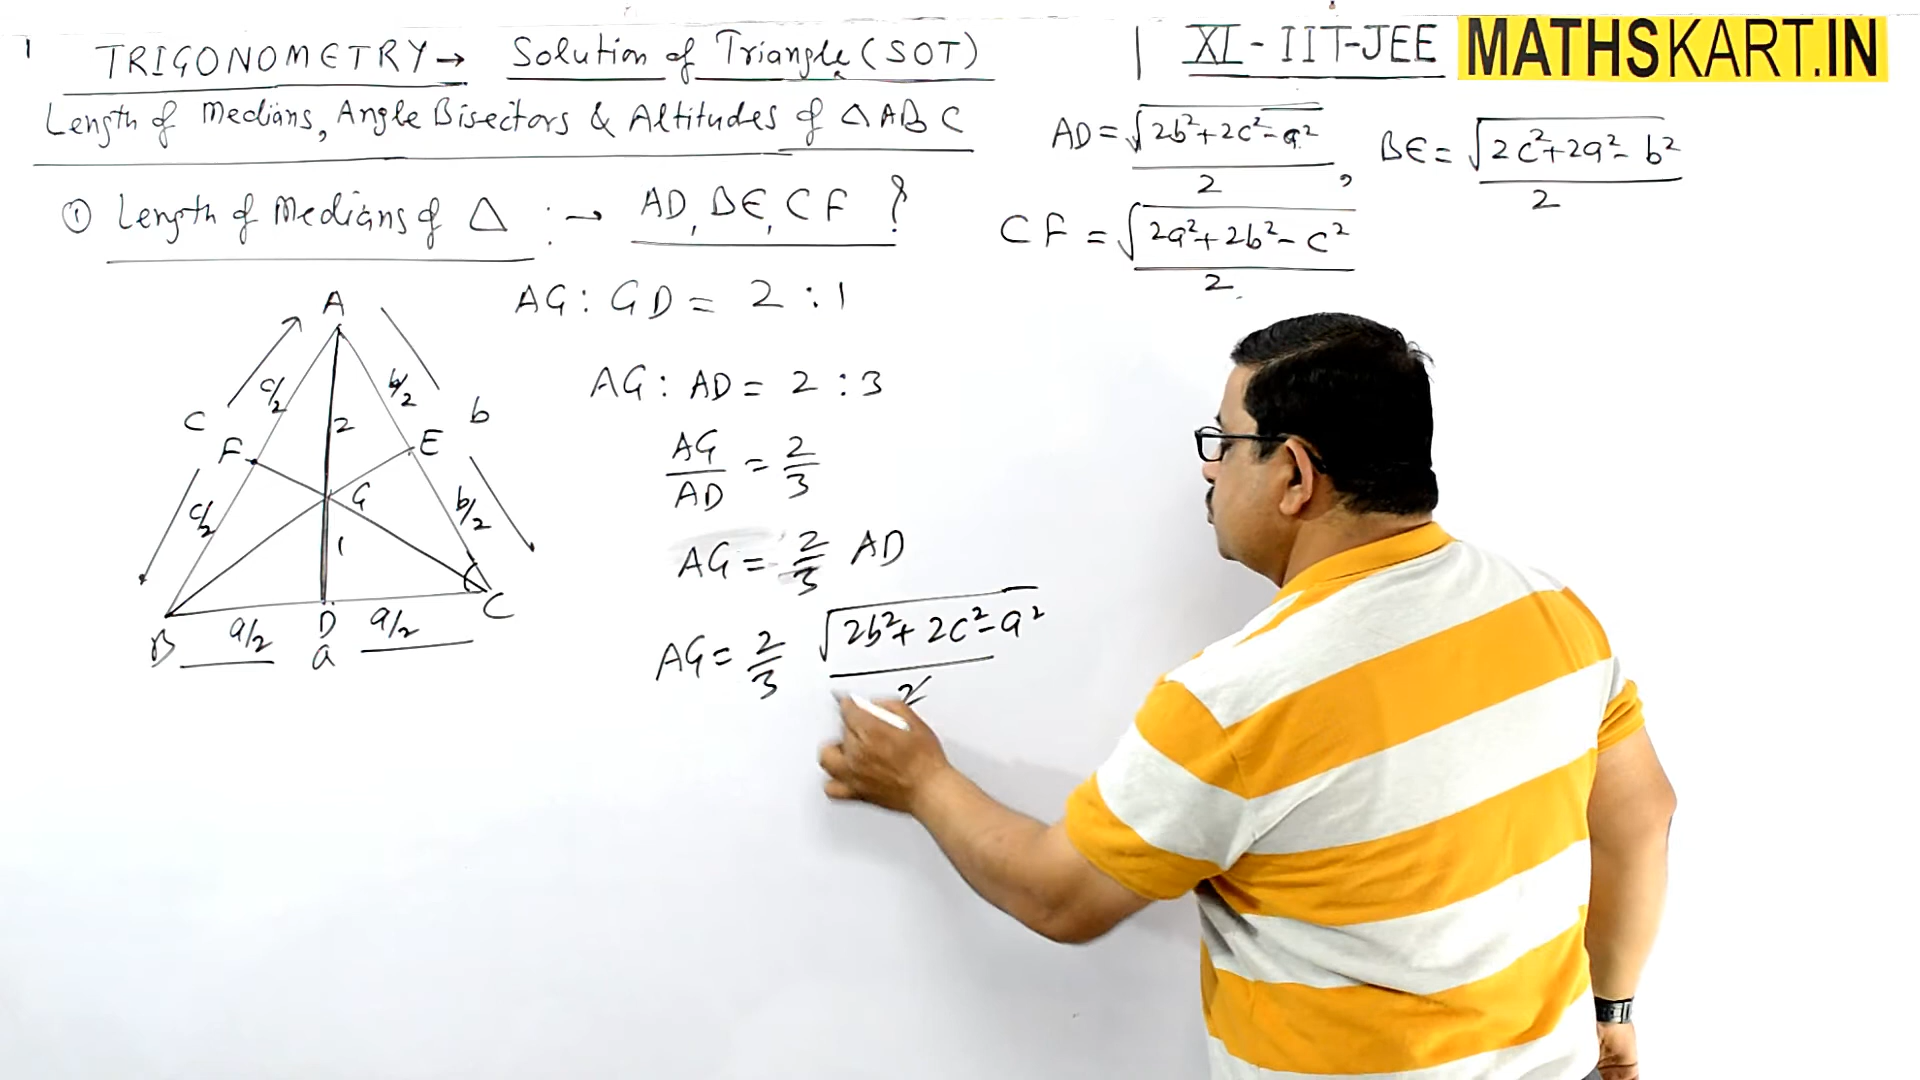 1
TRIGONOMETRY → Solution of Triangle (SOT)
XI - IIT-JEE
MATHSKART.IN
Length of Medians, Angle Bisectors & Altitudes of △ABC
AD = √(2b²+2c²-a²)/2 , BE = √(2c²+2a²-b²)/2
① Length of Medians of △ :→ AD, BE, CF ?
CF = √(2a²+2b²-c²)/2
AG : GD = 2 : 1
AG : AD = 2 : 3
AG/AD = 2/3
AG = 2/3 AD
AG = 2/3 √(2b²+2c²-a²)/2
A
c/2 b/2
C 2 b
F E
G
c/2 b/2
1
B a/2 D a/2 C
a